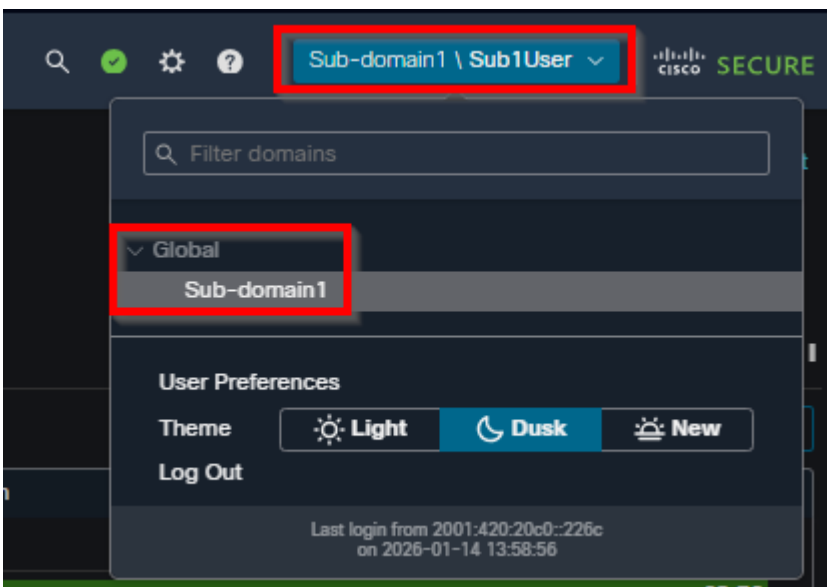 Sub-domain1 \ Sub1User
cisco SECURE
Filter domains
Global
Sub-domain1
User Preferences
Theme Light Dusk New
Log Out
Last login from 2001:420:20c0::226c
on 2026-01-14 13:58:56